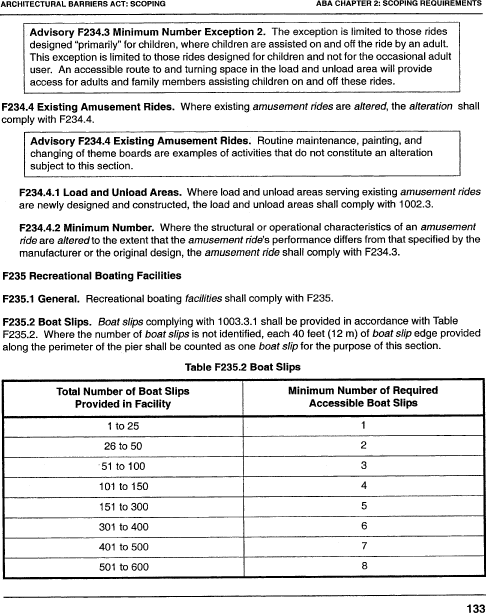 ARCHITECTURAL BARRIERS ACT: SCOPING ABA CHAPTER 2: SCOPING REQUIREMENTS
Advisory F234.3 Minimum Number Exception 2. The exception is limited to those rides
designed “primarily” for children, where children are assisted on and off the ride by an adult.
This exception is limited to those rides designed for children and not for the occasional adult
user. An accessible route to and turning space in the load and unload area will provide
access for adults and family members assisting children on and off these rides.
F234.4 Existing Amusement Rides. Where existing amusement rides are altered, the alteration shall
comply with F234.4.
Advisory F234.4 Existing Amusement Rides. Routine maintenance, painting, and
changing of theme boards are examples of activities that do not constitute an alteration
subject to this section.
F234.4.1 Load and Unload Areas. Where load and unload areas serving existing amusement rides
are newly designed and constructed, the load and unload areas shall comply with 1002.3.
F234.4.2 Minimum Number. Where the structural or operational characteristics of an amusement
ride are altered to the extent that the amusement ride's performance differs from that specified by the
manufacturer or the original design, the amusement ride shall comply with F234.3.
F235 Recreational Boating Facilities
F235.1 General. Recreational boating facilities shall comply with F235.
F235.2 Boat Slips. Boat slips complying with 1003.3.1 shall be provided in accordance with Table
F235.2. Where the number of boat slips is not identified, each 40 feet (12 m) of boat slip edge provided
along the perimeter of the pier shall be counted as one boat slip for the purpose of this section.
Table F235.2 Boat Slips
Total Number of Boat Slips Minimum Number of Required
Provided in Facility Accessible Boat Slips
1 to 25 1
26 to 50 2
51 to 100 3
101 to 150 4
151 to 300 5
301 to 400 6
401 to 500 7
501 to 600 8
133